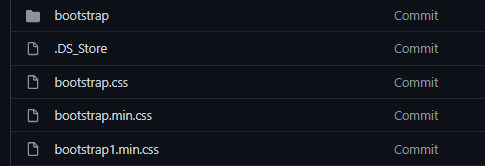 bootstrap Commit
.DS_Store Commit
bootstrap.css Commit
bootstrap.min.css Commit
bootstrap1.min.css Commit